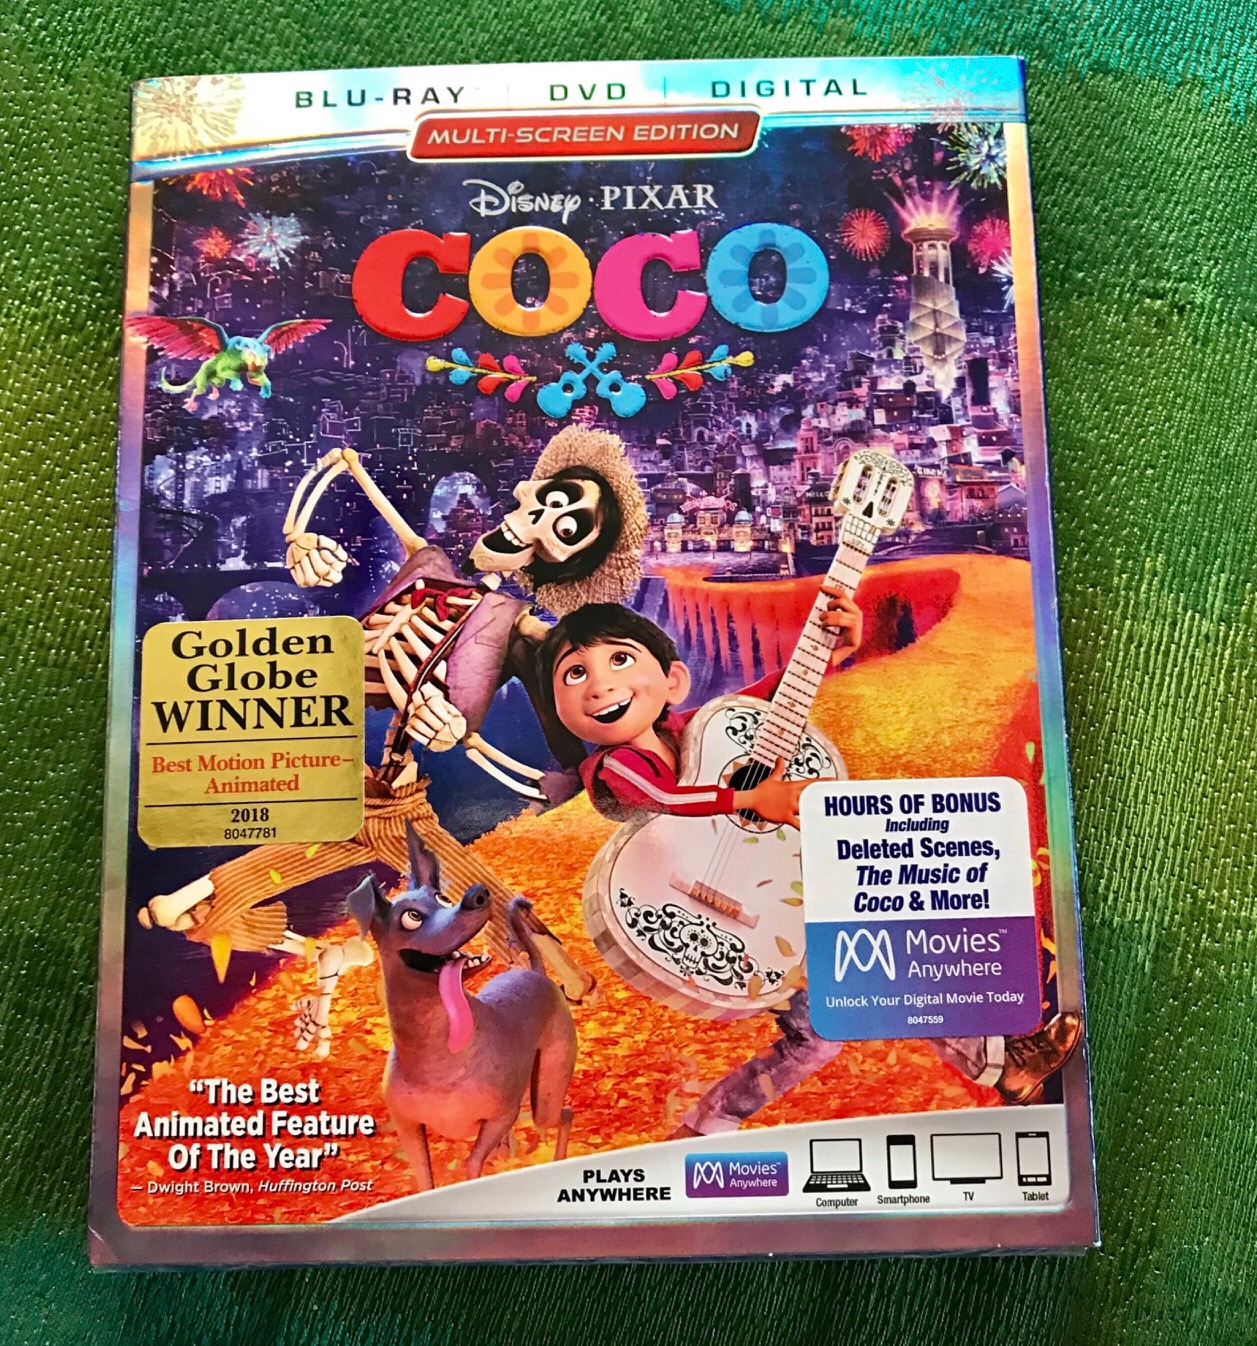 BLU-RAY DVD DIGITAL
MULTI-SCREEN EDITION
Disney · PIXAR
COCO
Golden
Globe
WINNER
Best Motion Picture–
Animated
2018
8047781
HOURS OF BONUS
Including
Deleted Scenes,
The Music of
Coco & More!
Movies™
Anywhere
Unlock Your Digital Movie Today
8047559
“The Best
Animated Feature
Of The Year”
– Dwight Brown, Huffington Post
PLAYS
ANYWHERE
Movies™
Anywhere
Computer Smartphone TV Tablet